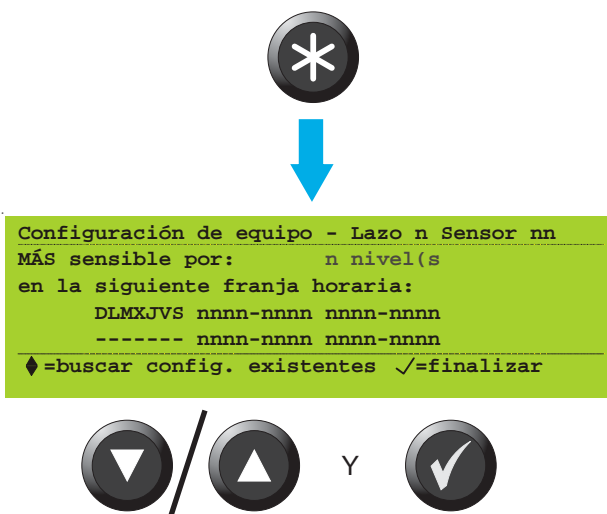 Configuración de equipo - Lazo n Sensor nn
MÁS sensible por: n nivel(s
en la siguiente franja horaria:
DLMXJVS nnnn-nnnn nnnn-nnnn
------- nnnn-nnnn nnnn-nnnn
=buscar config. existentes ✓=finalizar
Y